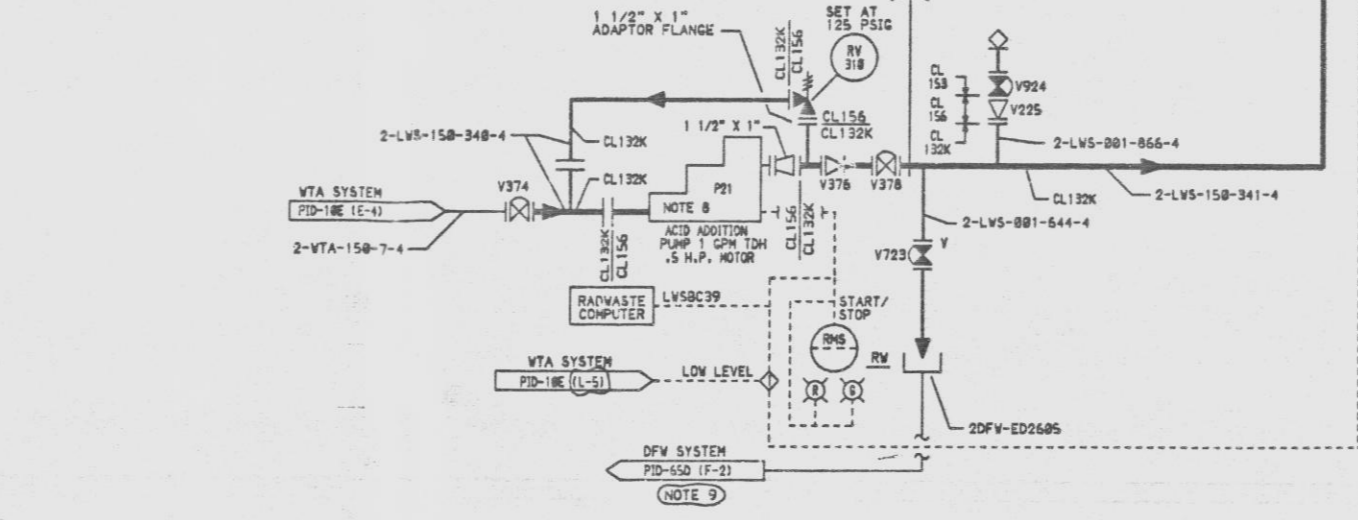 1 1/2" X 1"
ADAPTOR FLANGE
CL132K
CL156
SET AT
125 PSIG
RV
310
CL156
CL132K
1 1/2" X 1"
CL
153
CL
156
CL
132K
V924
V225
2-LWS-001-866-4
2-LWS-150-340-4
CL132K
CL132K
WTA SYSTEM
PID-10E (E-4)
V374
2-WTA-150-7-4
CL132K
CL156
P21
NOTE 8
ACID ADDITION
PUMP 1 GPM TDH
.5 H.P. MOTOR
CL156
CL132K
V376
V378
CL132K
2-LWS-150-341-4
2-LWS-001-644-4
V723
V
RADWASTE
COMPUTER
LWSBC39
START/
STOP
RMS
RW
R
G
WTA SYSTEM
PID-10E (L-5)
LOW LEVEL
2DFW-ED2605
DFW SYSTEM
PID-65D (F-2)
NOTE 9